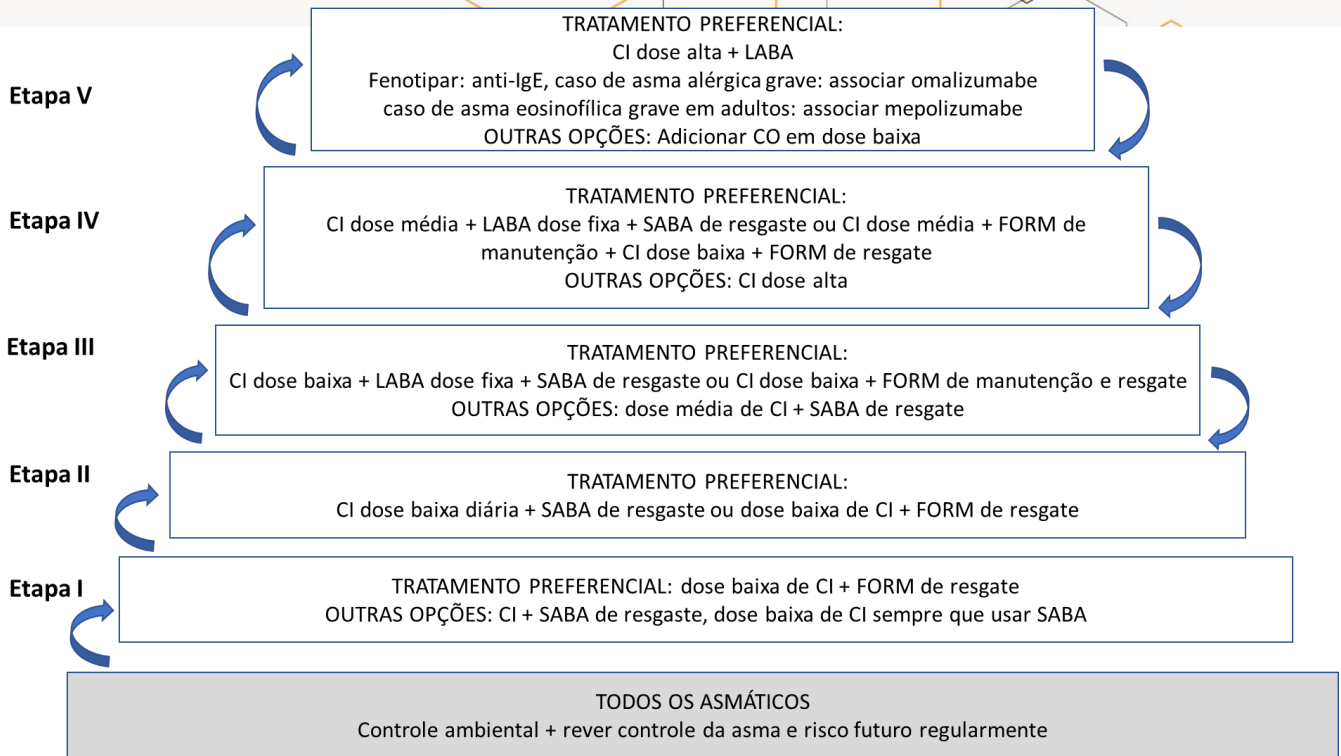 Etapa V
TRATAMENTO PREFERENCIAL:
CI dose alta + LABA
Fenotipar: anti-IgE, caso de asma alérgica grave: associar omalizumabe
caso de asma eosinofílica grave em adultos: associar mepolizumabe
OUTRAS OPÇÕES: Adicionar CO em dose baixa
Etapa IV
TRATAMENTO PREFERENCIAL:
CI dose média + LABA dose fixa + SABA de resgaste ou CI dose média + FORM de
manutenção + CI dose baixa + FORM de resgate
OUTRAS OPÇÕES: CI dose alta
Etapa III
TRATAMENTO PREFERENCIAL:
CI dose baixa + LABA dose fixa + SABA de resgaste ou CI dose baixa + FORM de manutenção e resgate
OUTRAS OPÇÕES: dose média de CI + SABA de resgate
Etapa II
TRATAMENTO PREFERENCIAL:
CI dose baixa diária + SABA de resgaste ou dose baixa de CI + FORM de resgate
Etapa I
TRATAMENTO PREFERENCIAL: dose baixa de CI + FORM de resgate
OUTRAS OPÇÕES: CI + SABA de resgaste, dose baixa de CI sempre que usar SABA
TODOS OS ASMÁTICOS
Controle ambiental + rever controle da asma e risco futuro regularmente